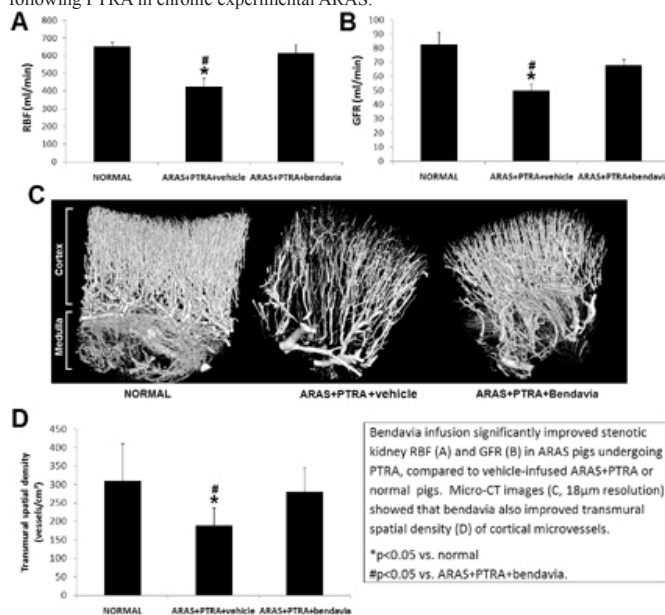 following PTRA in chronic experimental ARAS.
A
RBF (ml/min)
800
700
600
500
400
300
200
100
0
#
*
NORMAL
ARAS+PTRA+vehicle
ARAS+PTRA+bendavia
B
GFR (ml/min)
100
90
80
70
60
50
40
30
20
10
0
#
*
NORMAL
ARAS+PTRA+vehicle
ARAS+PTRA+bendavia
C
Cortex
Medulla
NORMAL
ARAS+PTRA+vehicle
ARAS+PTRA+Bendavia
D
Transmural spatial density
(vessels/cm²)
450
400
350
300
250
200
150
100
50
0
#
*
NORMAL
ARAS+PTRA+vehicle
ARAS+PTRA+bendavia
Bendavia infusion significantly improved stenotic
kidney RBF (A) and GFR (B) in ARAS pigs undergoing
PTRA, compared to vehicle-infused ARAS+PTRA or
normal pigs. Micro-CT images (C, 18µm resolution)
showed that bendavia also improved transmural
spatial density (D) of cortical microvessels.
*p<0.05 vs. normal
#p<0.05 vs. ARAS+PTRA+bendavia.